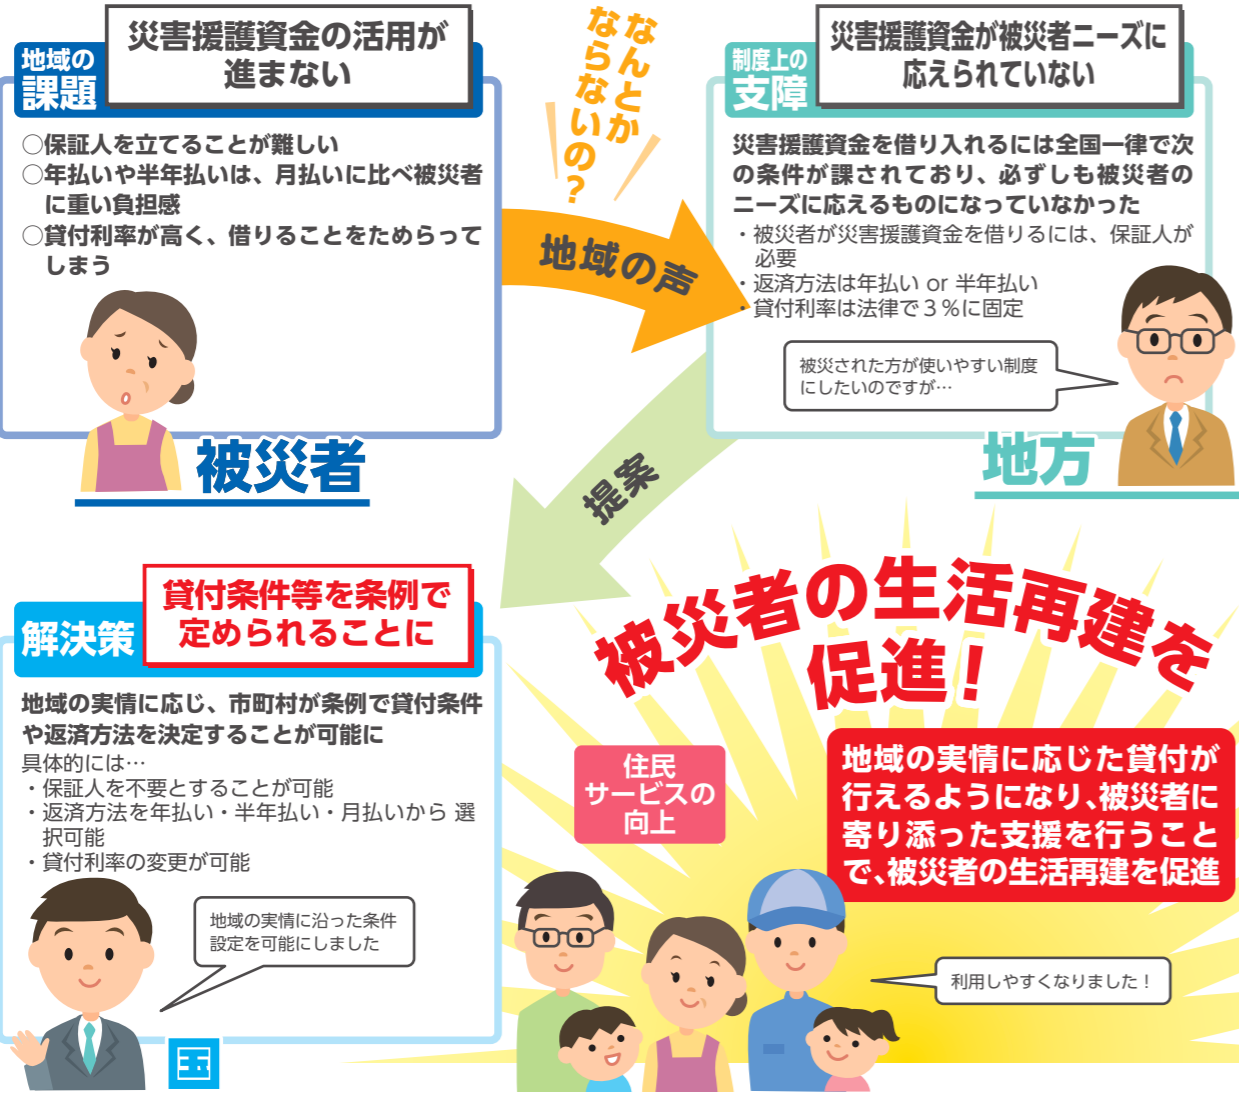 地域の
課題
災害援護資金の活用が
進まない
○保証人を立てることが難しい
○年払いや半年払いは、月払いに比べ被災者
に重い負担感
○貸付利率が高く、借りることをためらって
しまう
被災者
なんとか
ならないの？
地域の声
制度上の
支障
災害援護資金が被災者ニーズに
応えられていない
災害援護資金を借り入れるには全国一律で次
の条件が課されており、必ずしも被災者の
ニーズに応えるものになっていなかった
・被災者が災害援護資金を借りるには、保証人が
必要
・返済方法は年払い or 半年払い
・貸付利率は法律で３％に固定
被災された方が使いやすい制度
にしたいのですが…
地方
提案
解決策
貸付条件等を条例で
定められることに
地域の実情に応じ、市町村が条例で貸付条件
や返済方法を決定することが可能に
具体的には…
・保証人を不要とすることが可能
・返済方法を年払い・半年払い・月払いから 選
択可能
・貸付利率の変更が可能
地域の実情に沿った条件
設定を可能にしました
国
被災者の生活再建を
促進！
住民
サービスの
向上
地域の実情に応じた貸付が
行えるようになり、被災者に
寄り添った支援を行うこと
で、被災者の生活再建を促進
利用しやすくなりました！